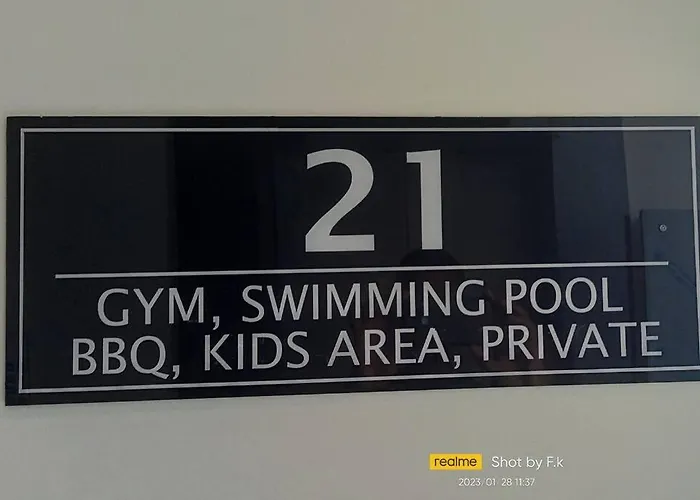 21
GYM, SWIMMING POOL
BBQ, KIDS AREA, PRIVATE
realme Shot by F.k
2023/01/28 11:37